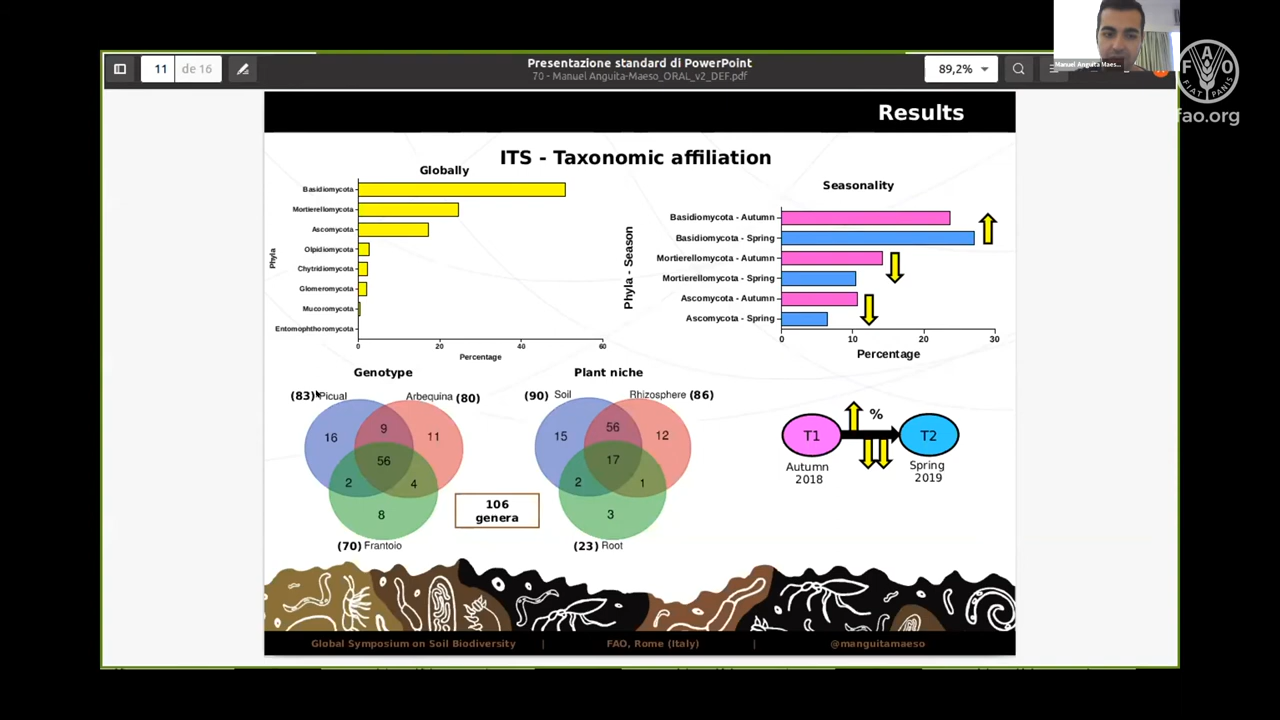 Presentazione standard di PowerPoint
11 de 16
70 - Manuel Anguita-Maeso_ORAL_v2_DEF.pdf
89,2%
Manuel Anguita Maes...
F A O
FIAT PANIS
fao.org
Results
ITS - Taxonomic affiliation
Globally
Phyla
Basidiomycota
Mortierellomycota
Ascomycota
Olpidiomycota
Chytridiomycota
Glomeromycota
Mucoromycota
Entomophthoromycota
0 20 40 60
Percentage
Seasonality
Phyla - Season
Basidiomycota - Autumn
Basidiomycota - Spring
Mortierellomycota - Autumn
Mortierellomycota - Spring
Ascomycota - Autumn
Ascomycota - Spring
0 10 20 30
Percentage
Genotype
(83) Picual
Arbequina (80)
16 9 11
56
2 4
8
(70) Frantoio
106
genera
Plant niche
(90) Soil
Rhizosphere (86)
15 56 12
17
2 1
3
(23) Root
%
T1 T2
Autumn
2018
Spring
2019
Global Symposium on Soil Biodiversity | FAO, Rome (Italy) | @manguitamaeso